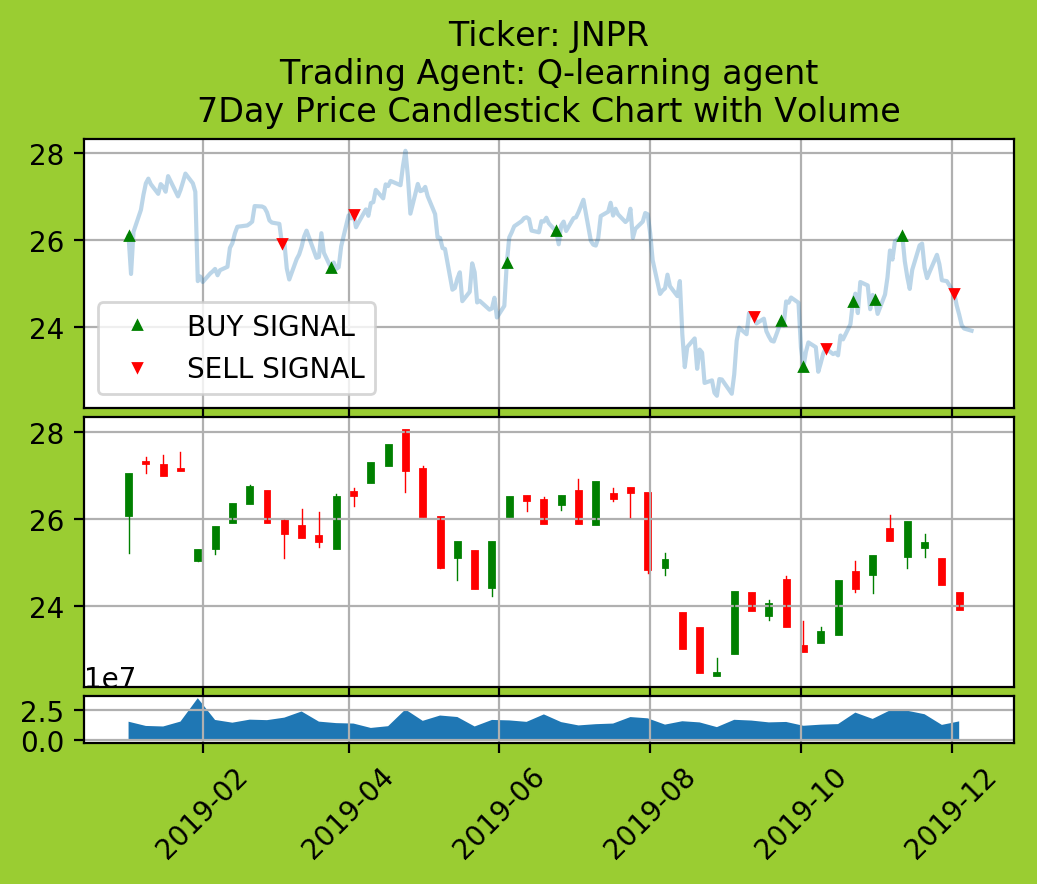 Ticker: JNPR
Trading Agent: Q-learning agent
7Day Price Candlestick Chart with Volume
28
26
24
BUY SIGNAL
SELL SIGNAL
28
26
24
1e7
2.5
0.0
2019-02
2019-04
2019-06
2019-08
2019-10
2019-12